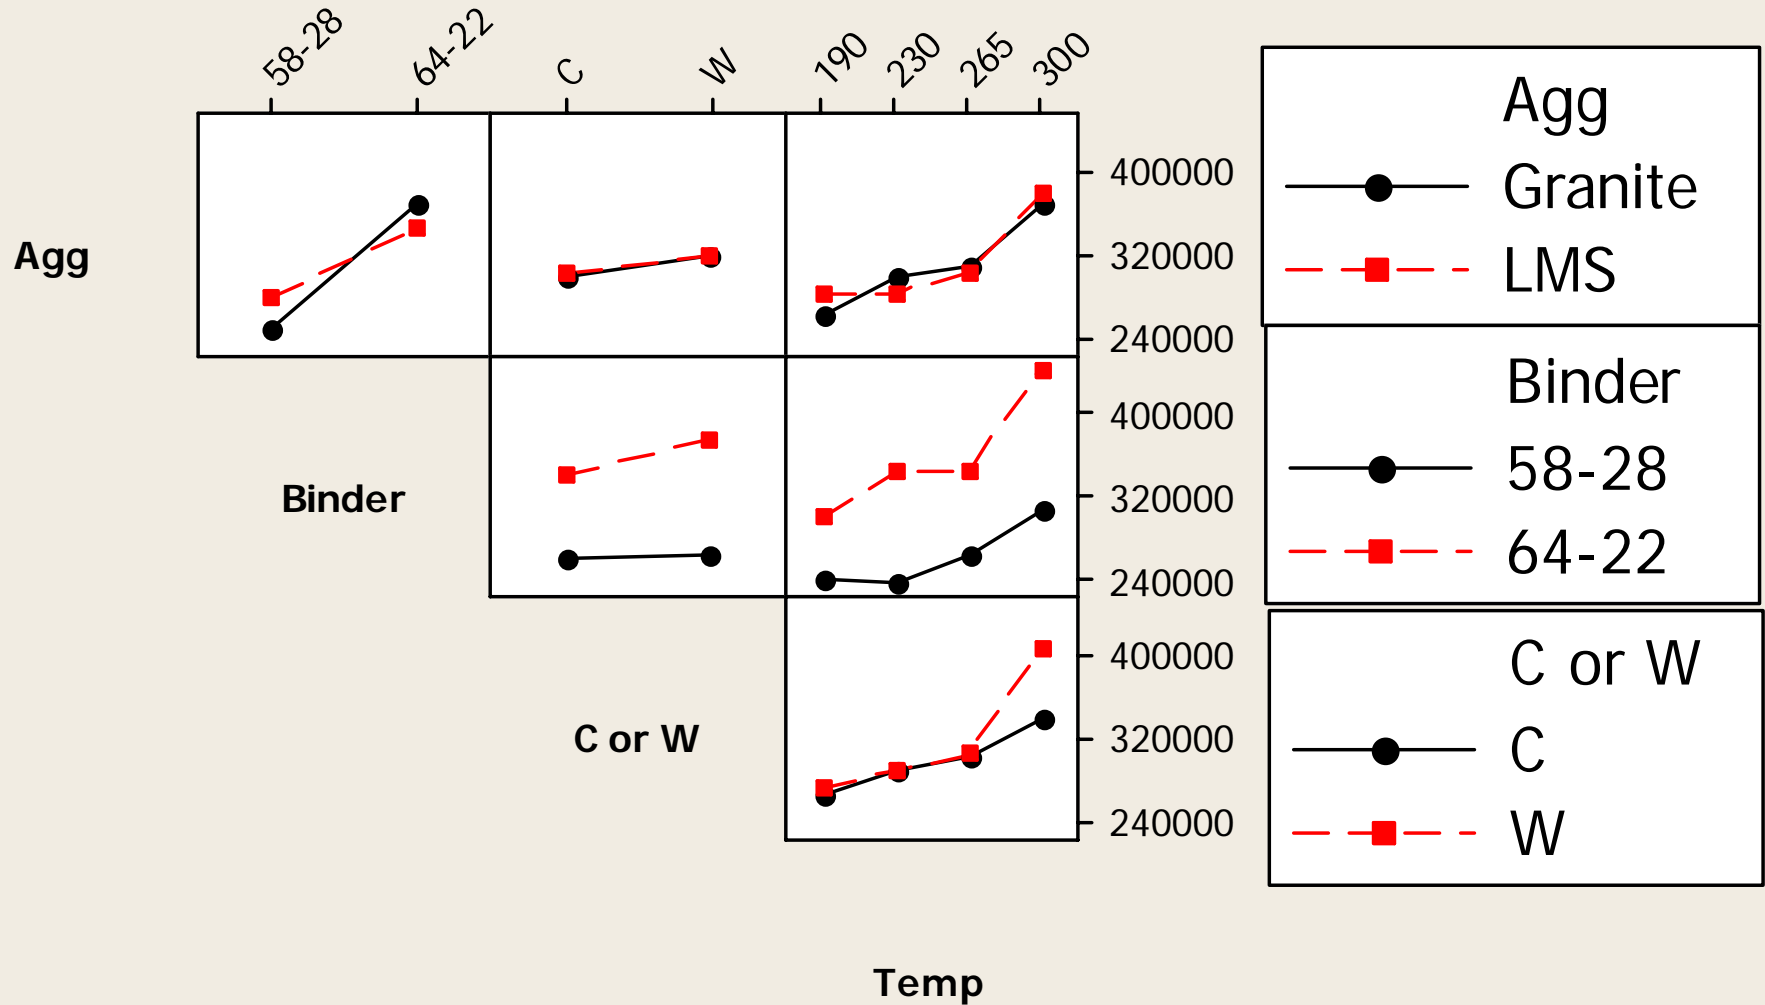 58-28
64-22
C
W
190
230
265
300
Agg
400000
320000
240000
Binder
400000
320000
240000
C or W
400000
320000
240000
Temp
Agg
Granite
LMS
Binder
58-28
64-22
C or W
C
W